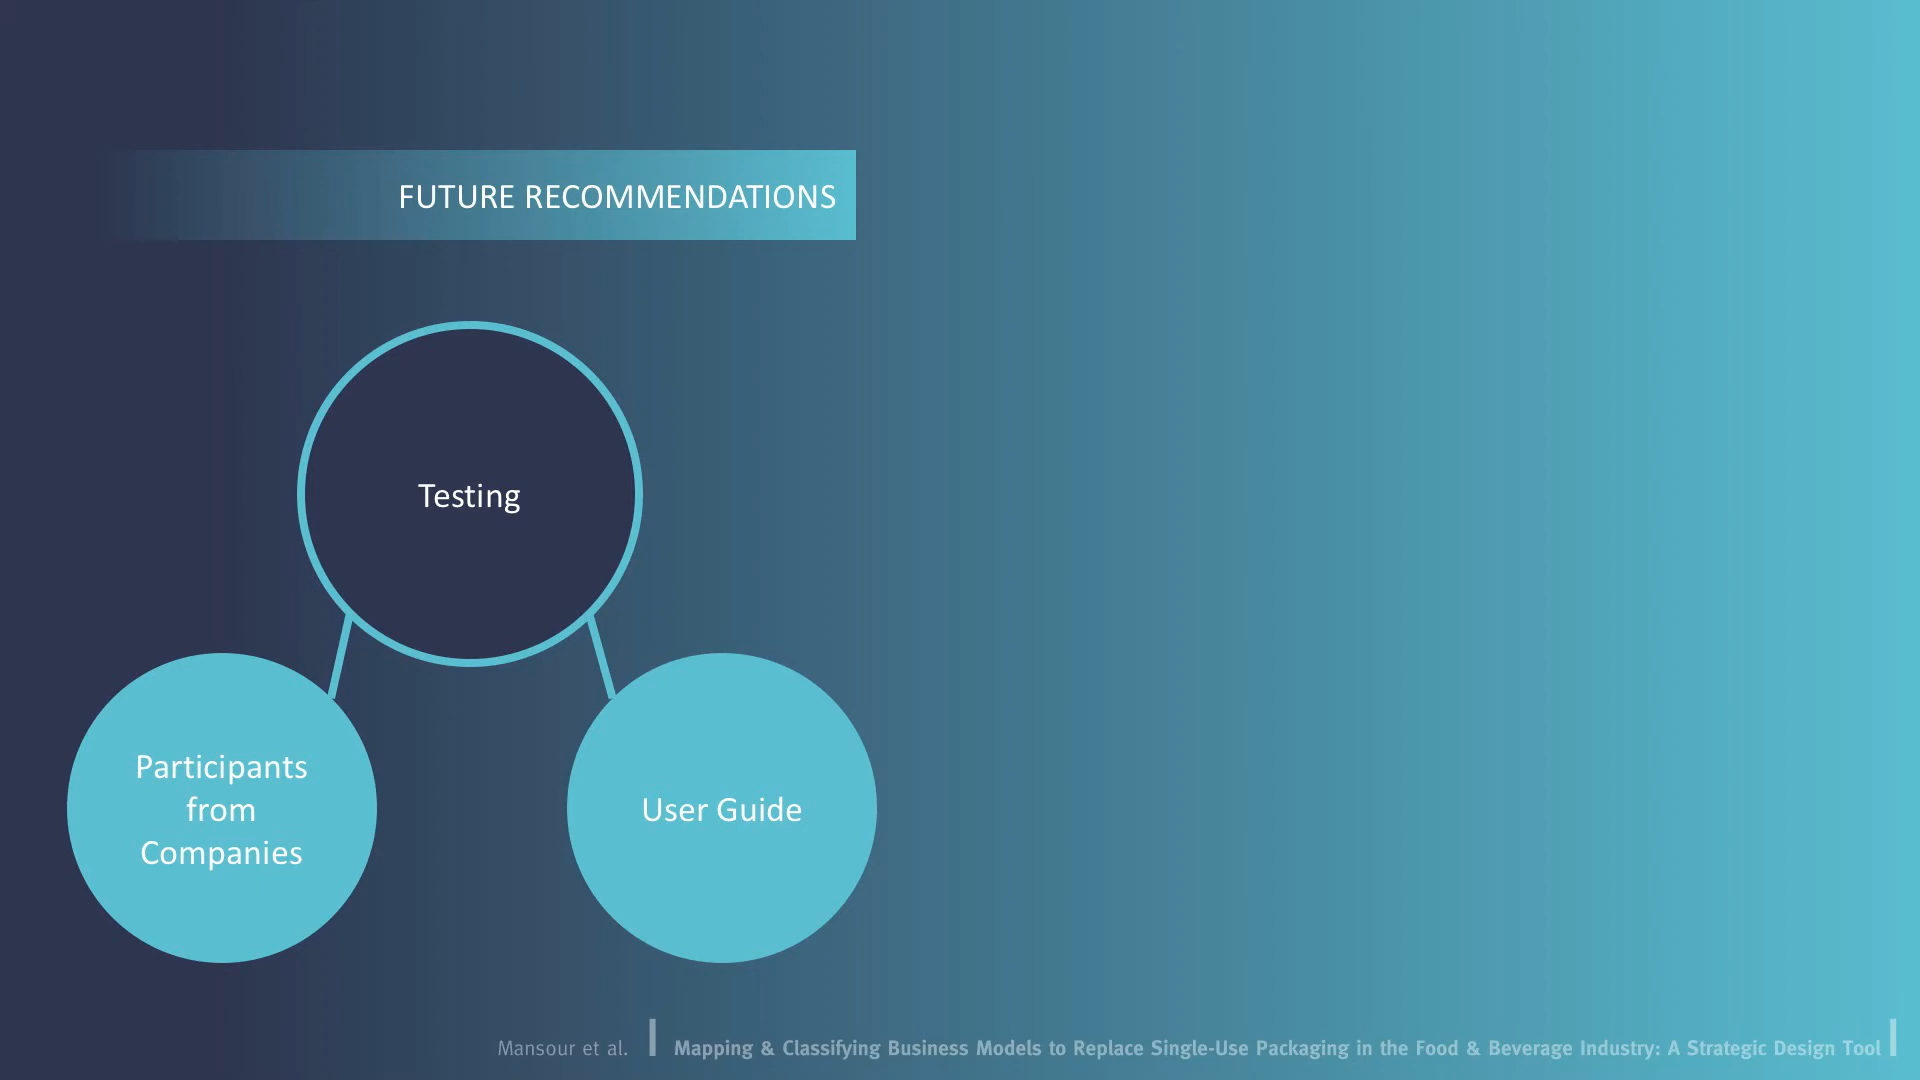 FUTURE RECOMMENDATIONS
Testing
Participants
from
Companies
User Guide
Mansour et al.
Mapping & Classifying Business Models to Replace Single-Use Packaging in the Food & Beverage Industry: A Strategic Design Tool